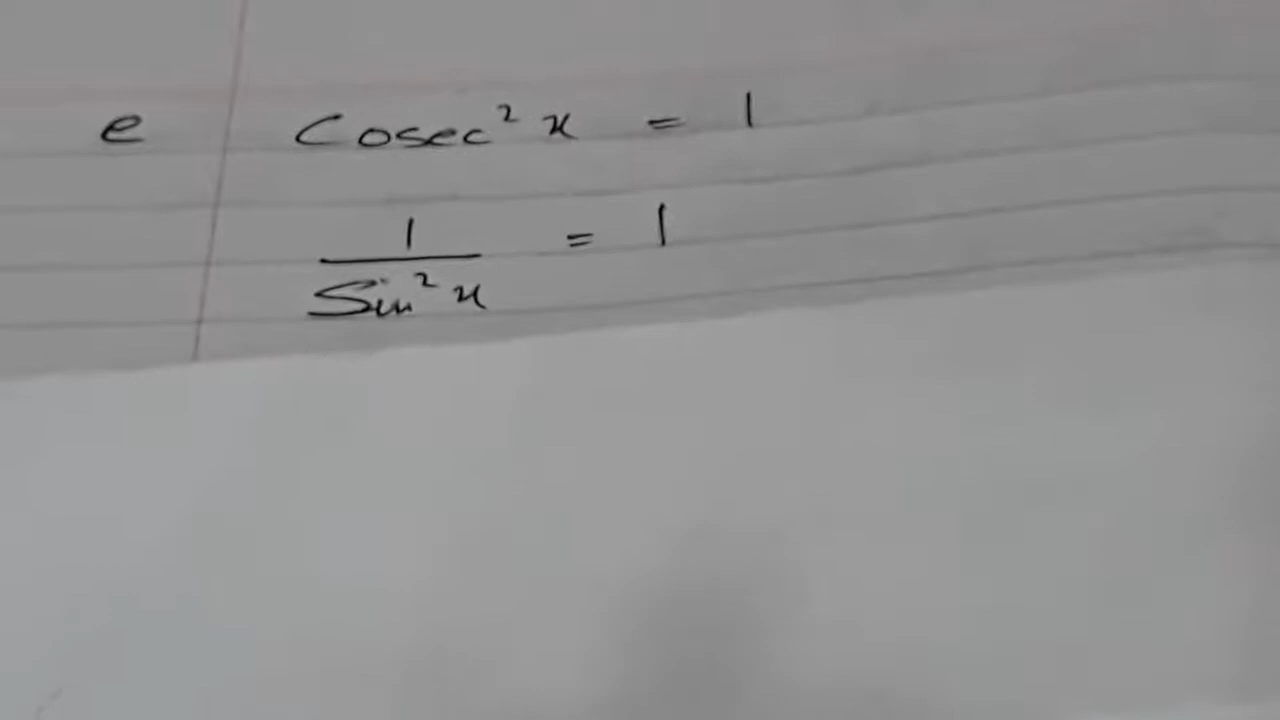 e cosec² x = 1
1/sin² x = 1